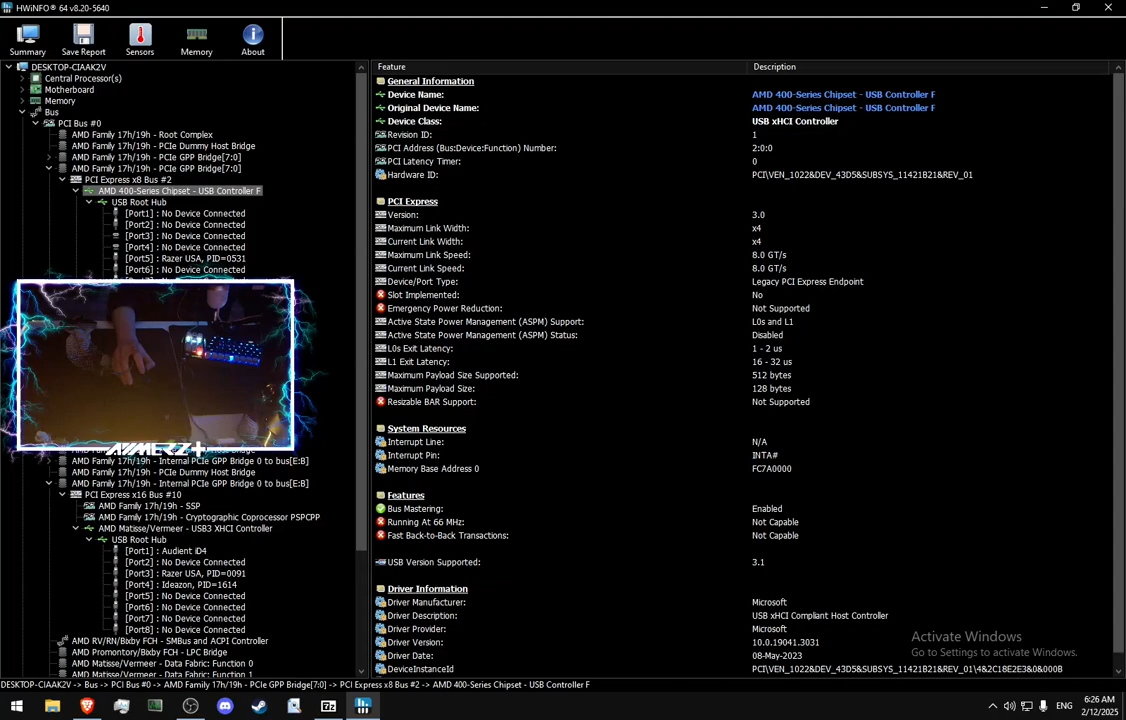 HWiNFO® 64 v8.20-5640
Summary
Save Report
Sensors
Memory
About
DESKTOP-CIAAK2V
Central Processor(s)
Motherboard
Memory
Bus
PCI Bus #0
AMD Family 17h/19h - Root Complex
AMD Family 17h/19h - PCIe Dummy Host Bridge
AMD Family 17h/19h - PCIe GPP Bridge[7:0]
AMD Family 17h/19h - PCIe GPP Bridge[7:0]
PCI Express x8 Bus #2
AMD 400-Series Chipset - USB Controller F
USB Root Hub
[Port1] : No Device Connected
[Port2] : No Device Connected
[Port3] : No Device Connected
[Port4] : No Device Connected
[Port5] : Razer USA, PID=0531
[Port6] : No Device Connected
AIMERZ+
AMD Family 17h/19h - Internal PCIe GPP Bridge 0 to bus[E:B]
AMD Family 17h/19h - PCIe Dummy Host Bridge
AMD Family 17h/19h - Internal PCIe GPP Bridge 0 to bus[E:B]
PCI Express x16 Bus #10
AMD Family 17h/19h - SSP
AMD Family 17h/19h - Cryptographic Coprocessor PSPCPP
AMD Matisse/Vermeer - USB3 XHCI Controller
USB Root Hub
[Port1] : Audient iD4
[Port2] : No Device Connected
[Port3] : Razer USA, PID=0091
[Port4] : Ideazon, PID=1614
[Port5] : No Device Connected
[Port6] : No Device Connected
[Port7] : No Device Connected
[Port8] : No Device Connected
AMD RV/RN/Bixby FCH - SMBus and ACPI Controller
AMD Promontory/Bixby FCH - LPC Bridge
AMD Matisse/Vermeer - Data Fabric: Function 0
AMD Matisse/Vermeer - Data Fabric: Function 1
Feature Description
General Information
Device Name: AMD 400-Series Chipset - USB Controller F
Original Device Name: AMD 400-Series Chipset - USB Controller F
Device Class: USB xHCI Controller
Revision ID: 1
PCI Address (Bus:Device:Function) Number: 2:0:0
PCI Latency Timer: 0
Hardware ID: PCI\VEN_1022&DEV_43D5&SUBSYS_11421B21&REV_01
PCI Express
Version: 3.0
Maximum Link Width: x4
Current Link Width: x4
Maximum Link Speed: 8.0 GT/s
Current Link Speed: 8.0 GT/s
Device/Port Type: Legacy PCI Express Endpoint
Slot Implemented: No
Emergency Power Reduction: Not Supported
Active State Power Management (ASPM) Support: L0s and L1
Active State Power Management (ASPM) Status: Disabled
L0s Exit Latency: 1 - 2 us
L1 Exit Latency: 16 - 32 us
Maximum Payload Size Supported: 512 bytes
Maximum Payload Size: 128 bytes
Resizable BAR Support: Not Supported
System Resources
Interrupt Line: N/A
Interrupt Pin: INTA#
Memory Base Address 0 FC7A0000
Features
Bus Mastering: Enabled
Running At 66 MHz: Not Capable
Fast Back-to-Back Transactions: Not Capable
USB Version Supported: 3.1
Driver Information
Driver Manufacturer: Microsoft
Driver Description: USB xHCI Compliant Host Controller
Driver Provider: Microsoft
Driver Version: 10.0.19041.3031
Driver Date: 08-May-2023
DeviceInstanceId PCI\VEN_1022&DEV_43D5&SUBSYS_11421B21&REV_01\4&2C18E2E3&0&000B
Activate Windows
Go to Settings to activate Windows.
DESKTOP-CIAAK2V -> Bus -> PCI Bus #0 -> AMD Family 17h/19h - PCIe GPP Bridge[7:0] -> PCI Express x8 Bus #2 -> AMD 400-Series Chipset - USB Controller F
ENG
6:26 AM
2/12/2025